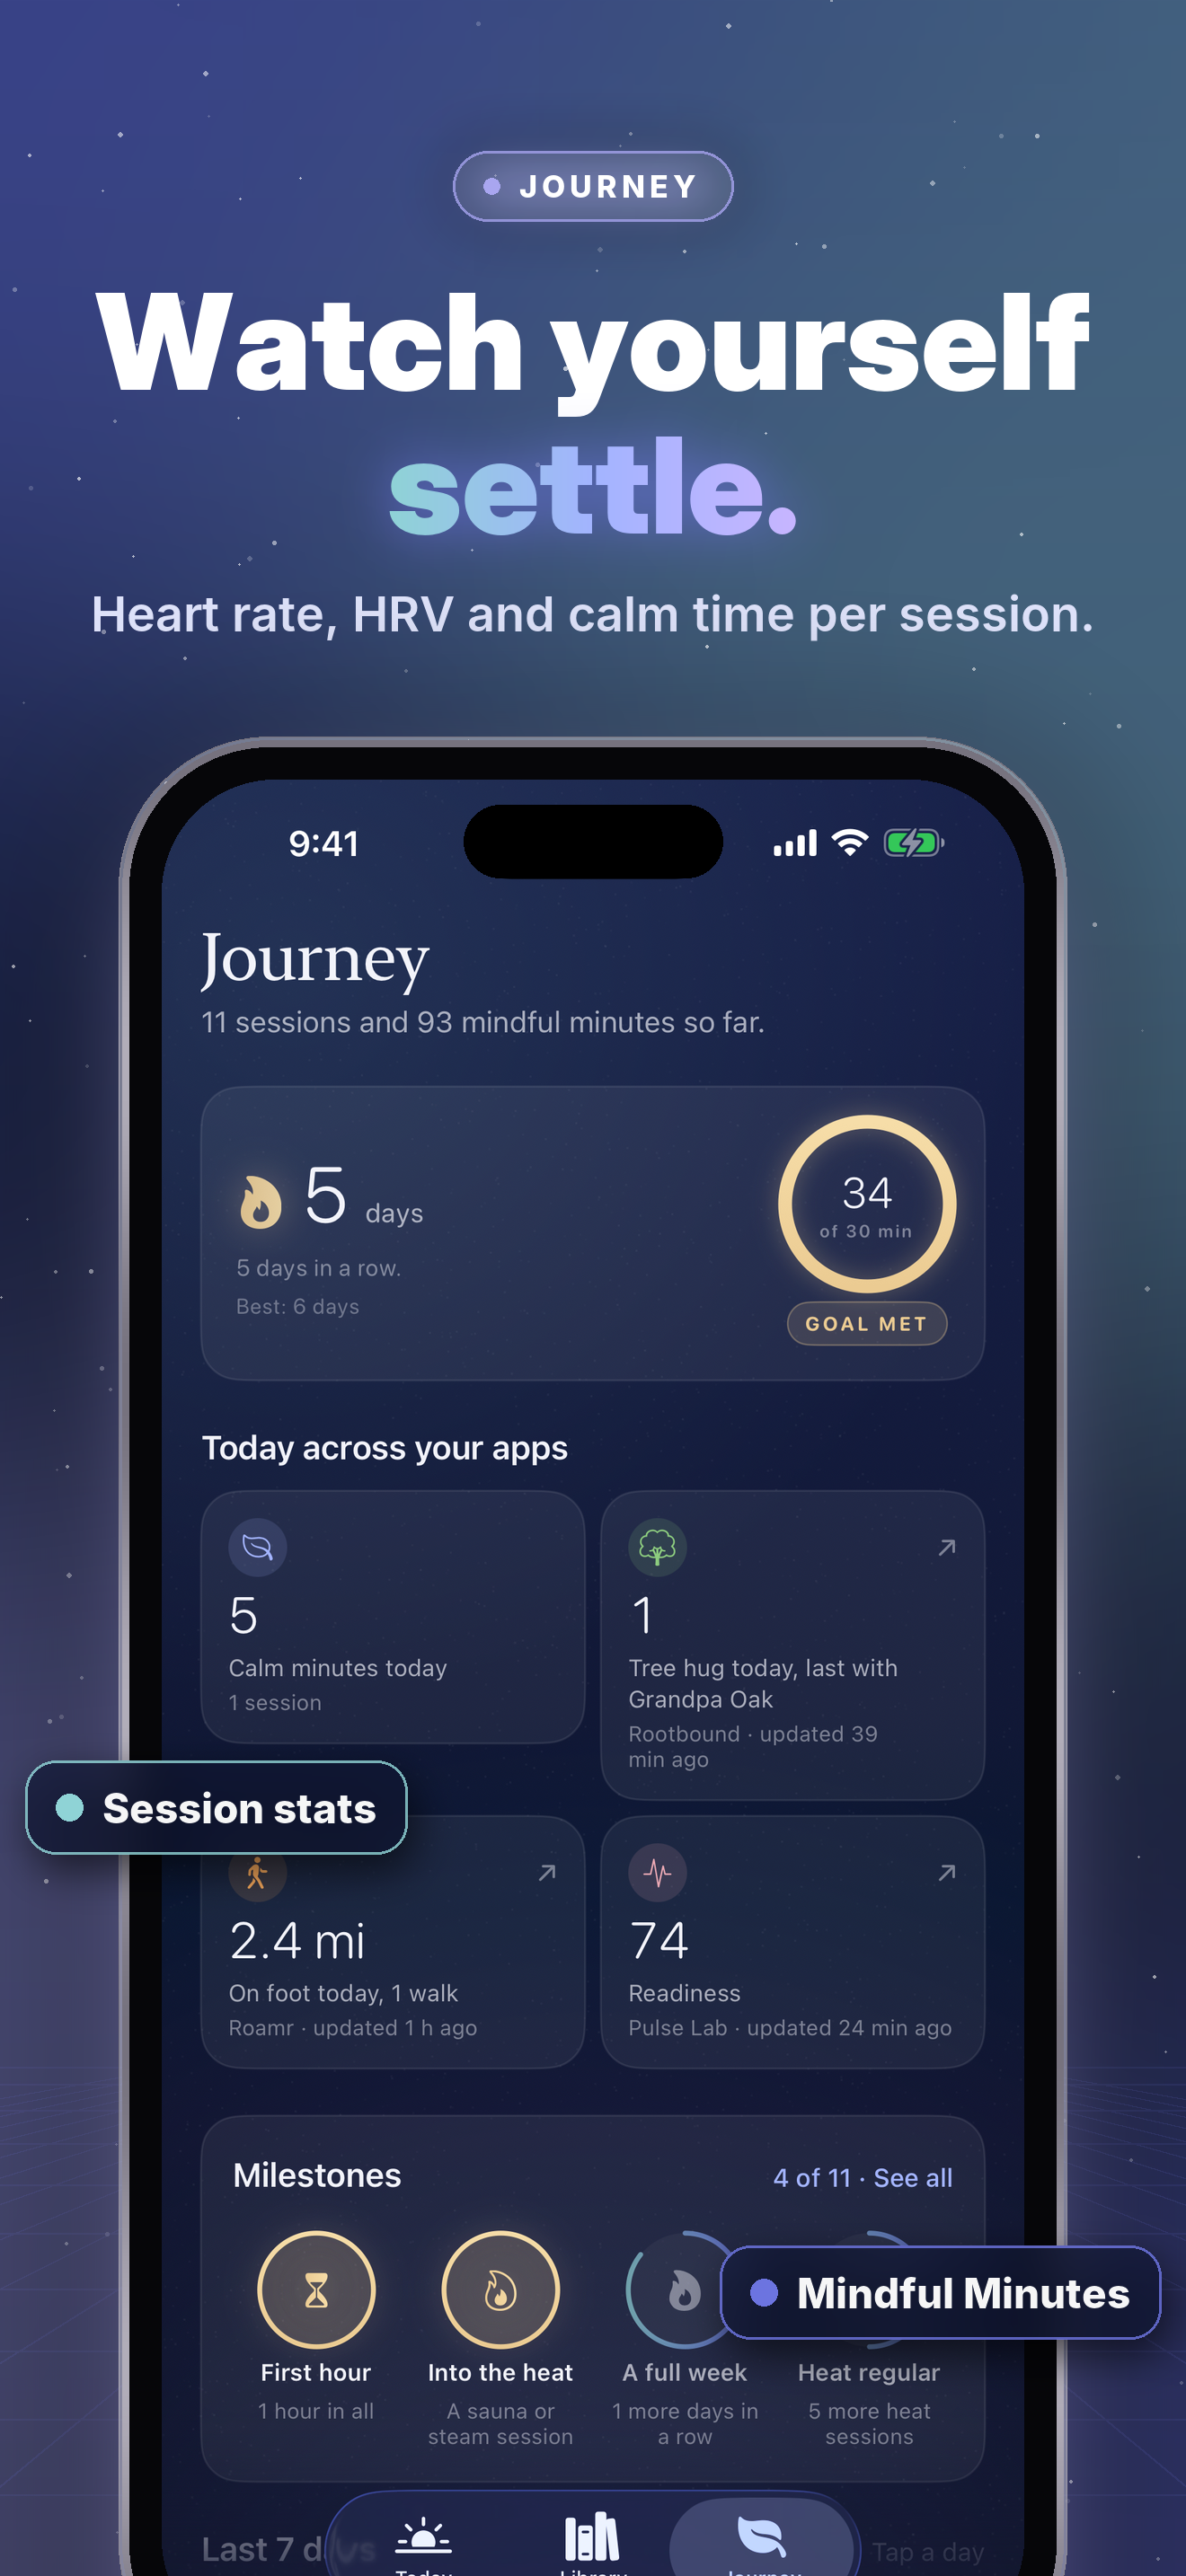 JOURNEY
Watch yourself
settle.
Heart rate, HRV and calm time per session.
9:41
Journey
11 sessions and 93 mindful minutes so far.
5 days
5 days in a row.
Best: 6 days
34
of 30 min
GOAL MET
Today across your apps
5
Calm minutes today
1 session
1
Tree hug today, last with
Grandpa Oak
Rootbound · updated 39
min ago
Session stats
2.4 mi
On foot today, 1 walk
Roamr · updated 1 h ago
74
Readiness
Pulse Lab · updated 24 min ago
Milestones
4 of 11 · See all
Mindful Minutes
First hour
1 hour in all
Into the heat
A sauna or
steam session
A full week
1 more days in
a row
Heat regular
5 more heat
sessions
Last 7 days
Tap a day
Today
Library
Journey